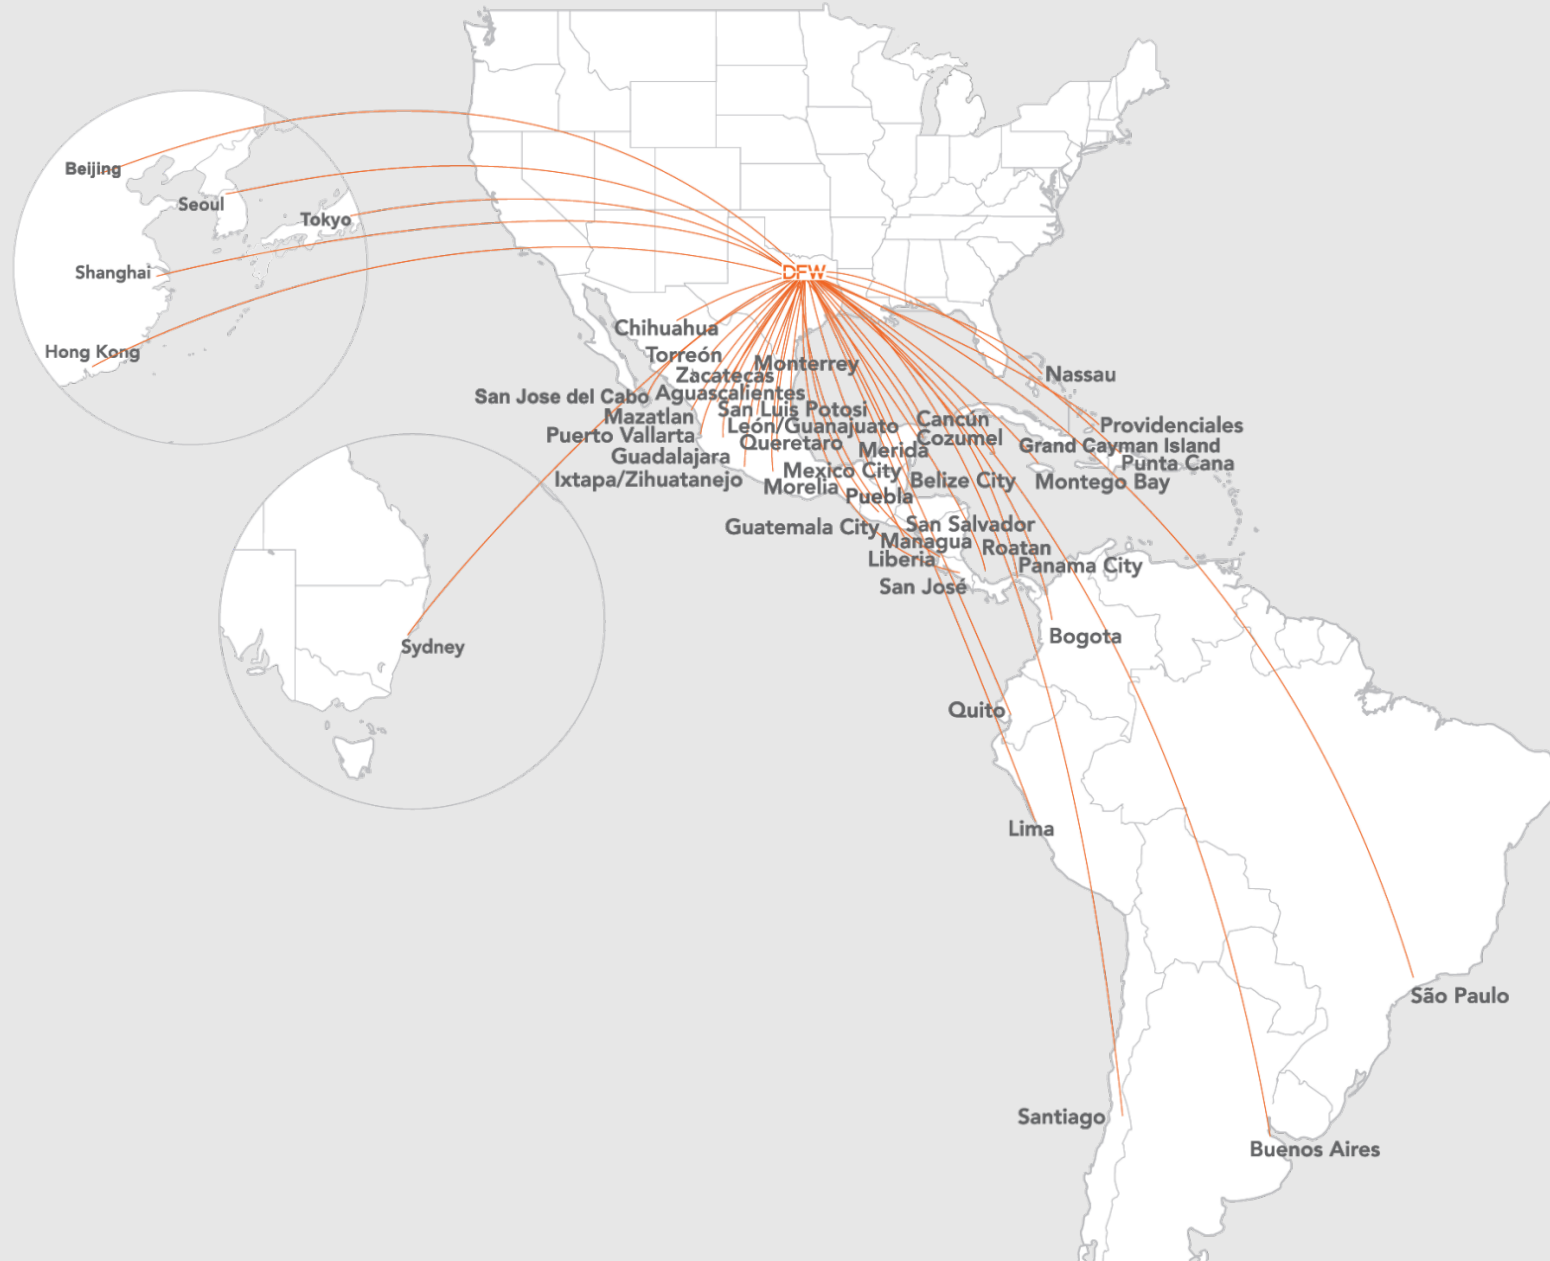 Beijing
Seoul
Tokyo
Shanghai
Hong Kong
DFW
Chihuahua
Torreón
Monterrey
Zacatecas
San Jose del Cabo
Aguascalientes
Mazatlan
San Luis Potosi
Puerto Vallarta
León/Guanajuato
Guadalajara
Queretaro
Ixtapa/Zihuatanejo
Mexico City
Morelia
Puebla
Merida
Cancún
Cozumel
Belize City
Nassau
Providenciales
Grand Cayman Island
Punta Cana
Montego Bay
Guatemala City
San Salvador
Managua
Roatan
Liberia
Panama City
San José
Sydney
Bogota
Quito
Lima
São Paulo
Santiago
Buenos Aires